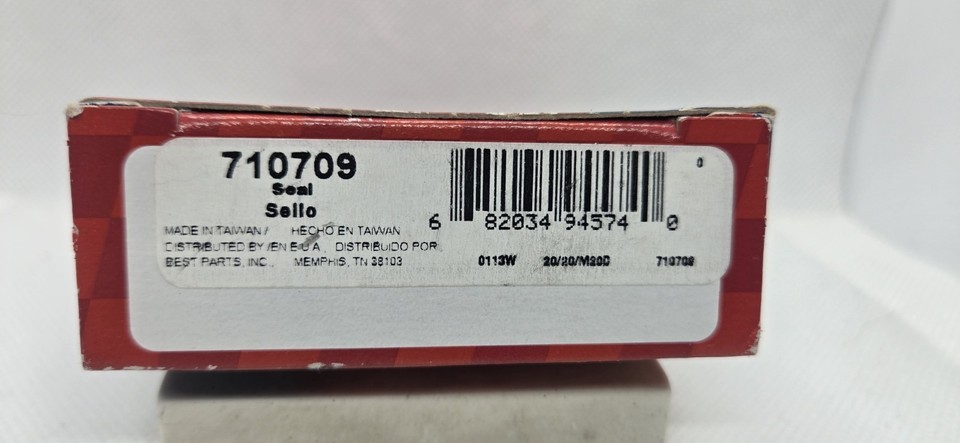 710709
Seal
Sello
MADE IN TAIWAN / HECHO EN TAIWAN
DISTRIBUTED BY /EN E U A , DISTRIBUIDO POR
BEST PARTS, INC., MEMPHIS, TN 38103
0
6 82034 94574 0
0113W 20/20/M20D 710709